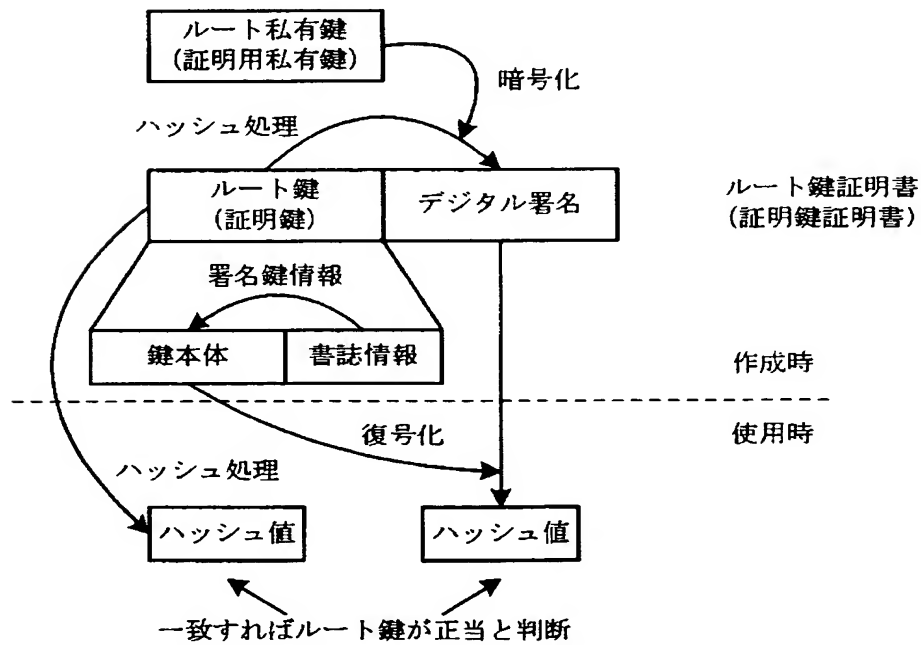 ルート私有鍵
(証明用私有鍵)
暗号化
ハッシュ処理
ルート鍵
(証明鍵)
デジタル署名
ルート鍵証明書
(証明鍵証明書)
署名鍵情報
鍵本体
書誌情報
作成時
復号化
使用時
ハッシュ処理
ハッシュ値
ハッシュ値
一致すればルート鍵が正当と判断